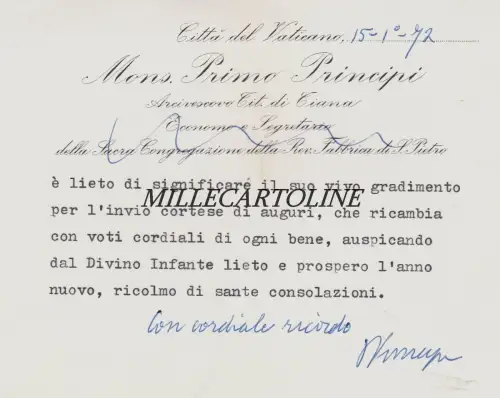 Città del Vaticano, 15-1°-72
Mons. Primo Principi
Arcivescovo Tit. di Tiana
Economo e Segretario
della Sacra Congregazione della Rev. Fabbrica di S. Pietro
è lieto di significare il suo vivo gradimento
MILLECARTOLINE
per l'invio cortese di auguri, che ricambia
con voti cordiali di ogni bene, auspicando
dal Divino Infante lieto e prospero l'anno
nuovo, ricolmo di sante consolazioni.
Con cordiale ricordo